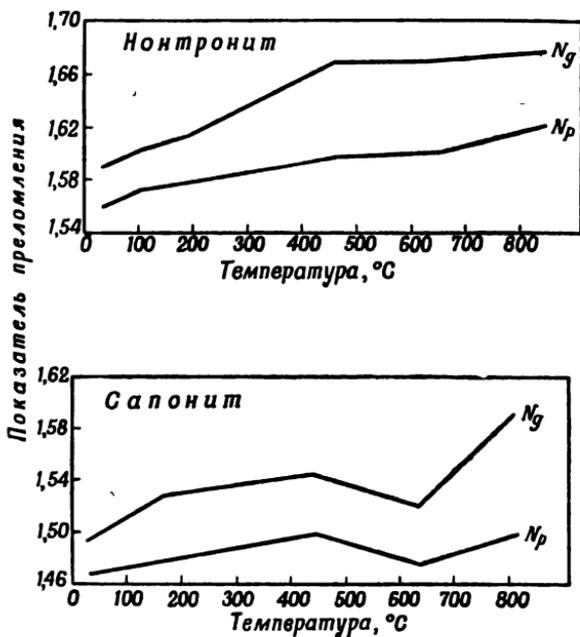 Показатель преломления
1,70
1,66
1,62
1,58
1,54
Нонтронит
Ng
Np
0 100 200 300 400 500 600 700 800
Температура, °С
1,62
1,58
1,54
1,50
1,46
Сапонит
Ng
Np
0 100 200 300 400 500 600 700 800
Температура, °С